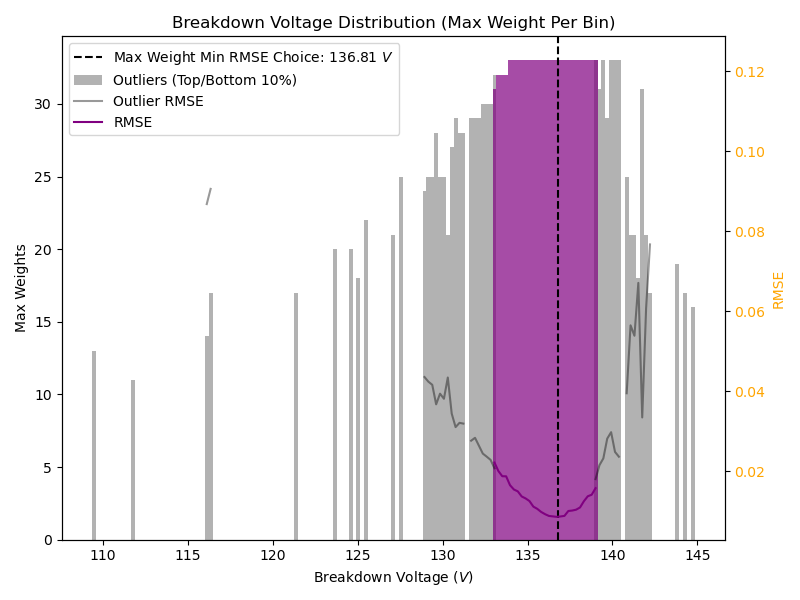 Breakdown Voltage Distribution (Max Weight Per Bin)
Max Weight Min RMSE Choice: 136.81 V
Outliers (Top/Bottom 10%)
Outlier RMSE
RMSE
Max Weights
30
25
20
15
10
5
0
0.12
0.10
0.08
0.06
0.04
0.02
RMSE
110 115 120 125 130 135 140 145
Breakdown Voltage (V)